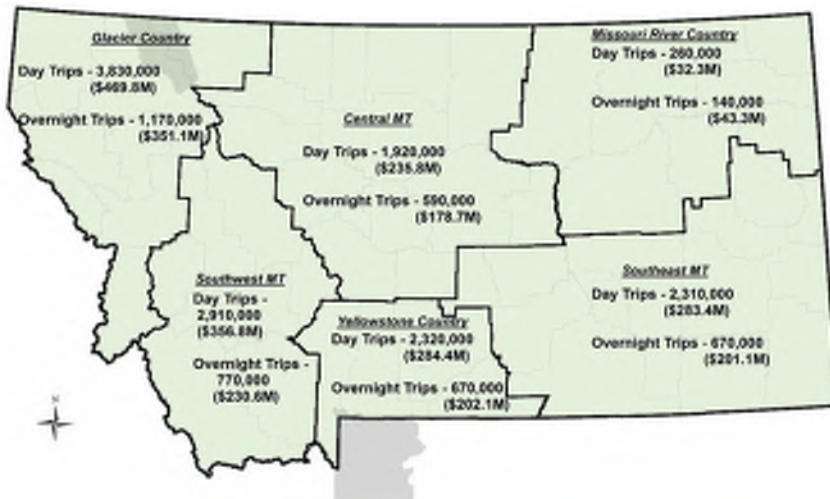 Glacier Country
Day Trips - 3,830,000
($469.8M)
Overnight Trips - 1,170,000
($351.1M)
Central MT
Day Trips - 1,920,000
($235.8M)
Overnight Trips - 590,000
($178.7M)
Missouri River Country
Day Trips - 260,000
($32.3M)
Overnight Trips - 140,000
($43.3M)
Southwest MT
Day Trips -
2,910,000
($356.8M)
Overnight Trips -
770,000
($230.6M)
Yellowstone Country
Day Trips - 2,320,000
($284.4M)
Overnight Trips - 670,000
($202.1M)
Southeast MT
Day Trips - 2,310,000
($283.4M)
Overnight Trips - 670,000
($201.1M)
N